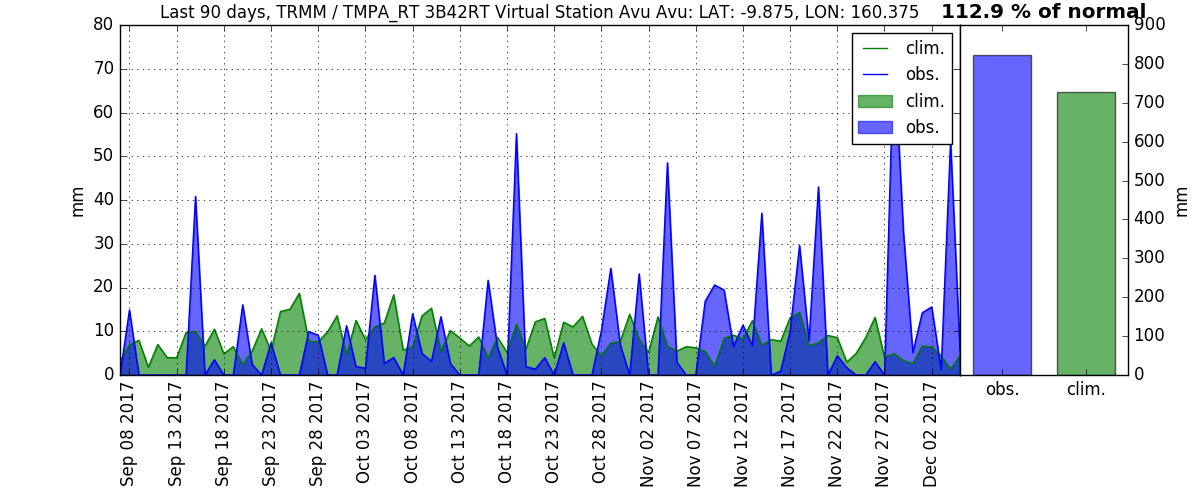 Last 90 days, TRMM / TMPA_RT 3B42RT Virtual Station Avu Avu: LAT: -9.875, LON: 160.375
112.9 % of normal
80
70
60
50
40
30
20
10
0
mm
clim.
obs.
clim.
obs.
900
800
700
600
500
400
300
200
100
0
mm
Sep 08 2017
Sep 13 2017
Sep 18 2017
Sep 23 2017
Sep 28 2017
Oct 03 2017
Oct 08 2017
Oct 13 2017
Oct 18 2017
Oct 23 2017
Oct 28 2017
Nov 02 2017
Nov 07 2017
Nov 12 2017
Nov 17 2017
Nov 22 2017
Nov 27 2017
Dec 02 2017
obs.
clim.